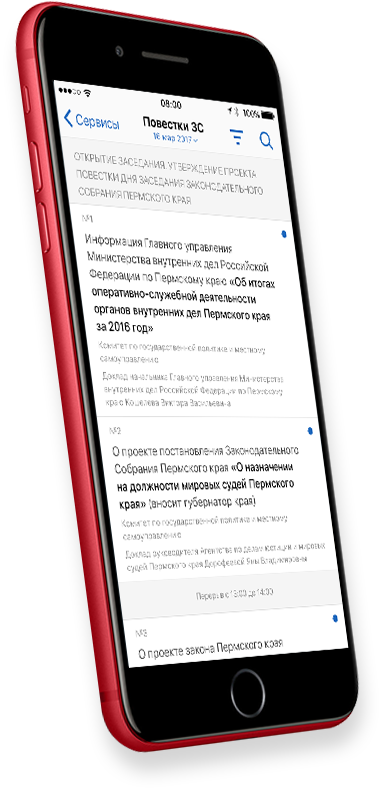 08:00
100%
Сервисы
Повестки ЗС
16 мар 2017
ОТКРЫТИЕ ЗАСЕДАНИЯ. УТВЕРЖДЕНИЕ ПРОЕКТА
ПОВЕСТКИ ДНЯ ЗАСЕДАНИЯ ЗАКОНОДАТЕЛЬНОГО
СОБРАНИЯ ПЕРМСКОГО КРАЯ
№1
Информация Главного управления
Министерства внутренних дел Российской
Федерации по Пермскому краю «Об итогах
оперативно-служебной деятельности
органов внутренних дел Пермского края
за 2016 год»
Комитет по государственной политике и местному
самоуправлению
Доклад начальника Главного управления Министерства
внутренних дел Российской Федерации по Пермскому
краю Кошелева Виктора Васильевича
№2
О проекте постановления Законодательного
Собрания Пермского края «О назначении
на должности мировых судей Пермского
края» (вносит губернатор края)
Комитет по государственной политике и местному
самоуправлению
Доклад руководителя Агентства по делам юстиции и мировых
судей Пермского края Дорофеевой Яны Владимировны
Перерыв с 13:00 до 14:00
№3
О проекте закона Пермского края